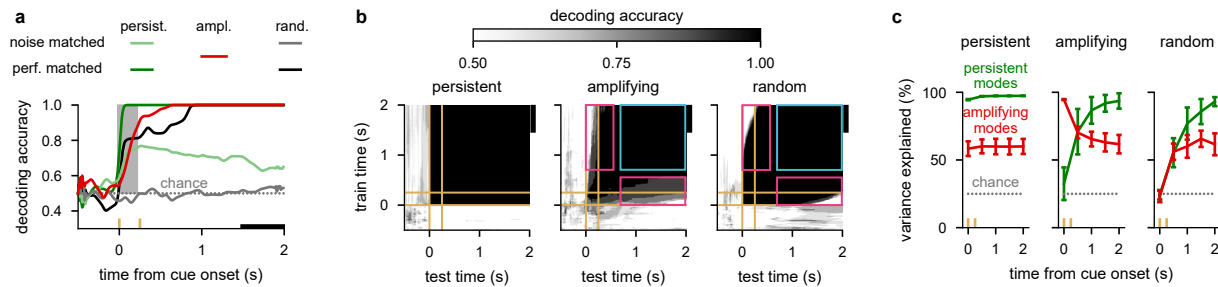 a
persist. ampl. rand.
noise matched
perf. matched
decoding accuracy
1.0
0.8
0.6
0.4
chance
0 1 2
time from cue onset (s)
b
decoding accuracy
0.50 0.75 1.00
persistent amplifying random
train time (s)
2
1
0
0 1 2 0 1 2 0 1 2
test time (s) test time (s) test time (s)
c
persistent amplifying random
variance explained (%)
100
50
0
persistent
modes
amplifying
modes
chance
0 1 2 0 1 2 0 1 2
time from cue onset (s)